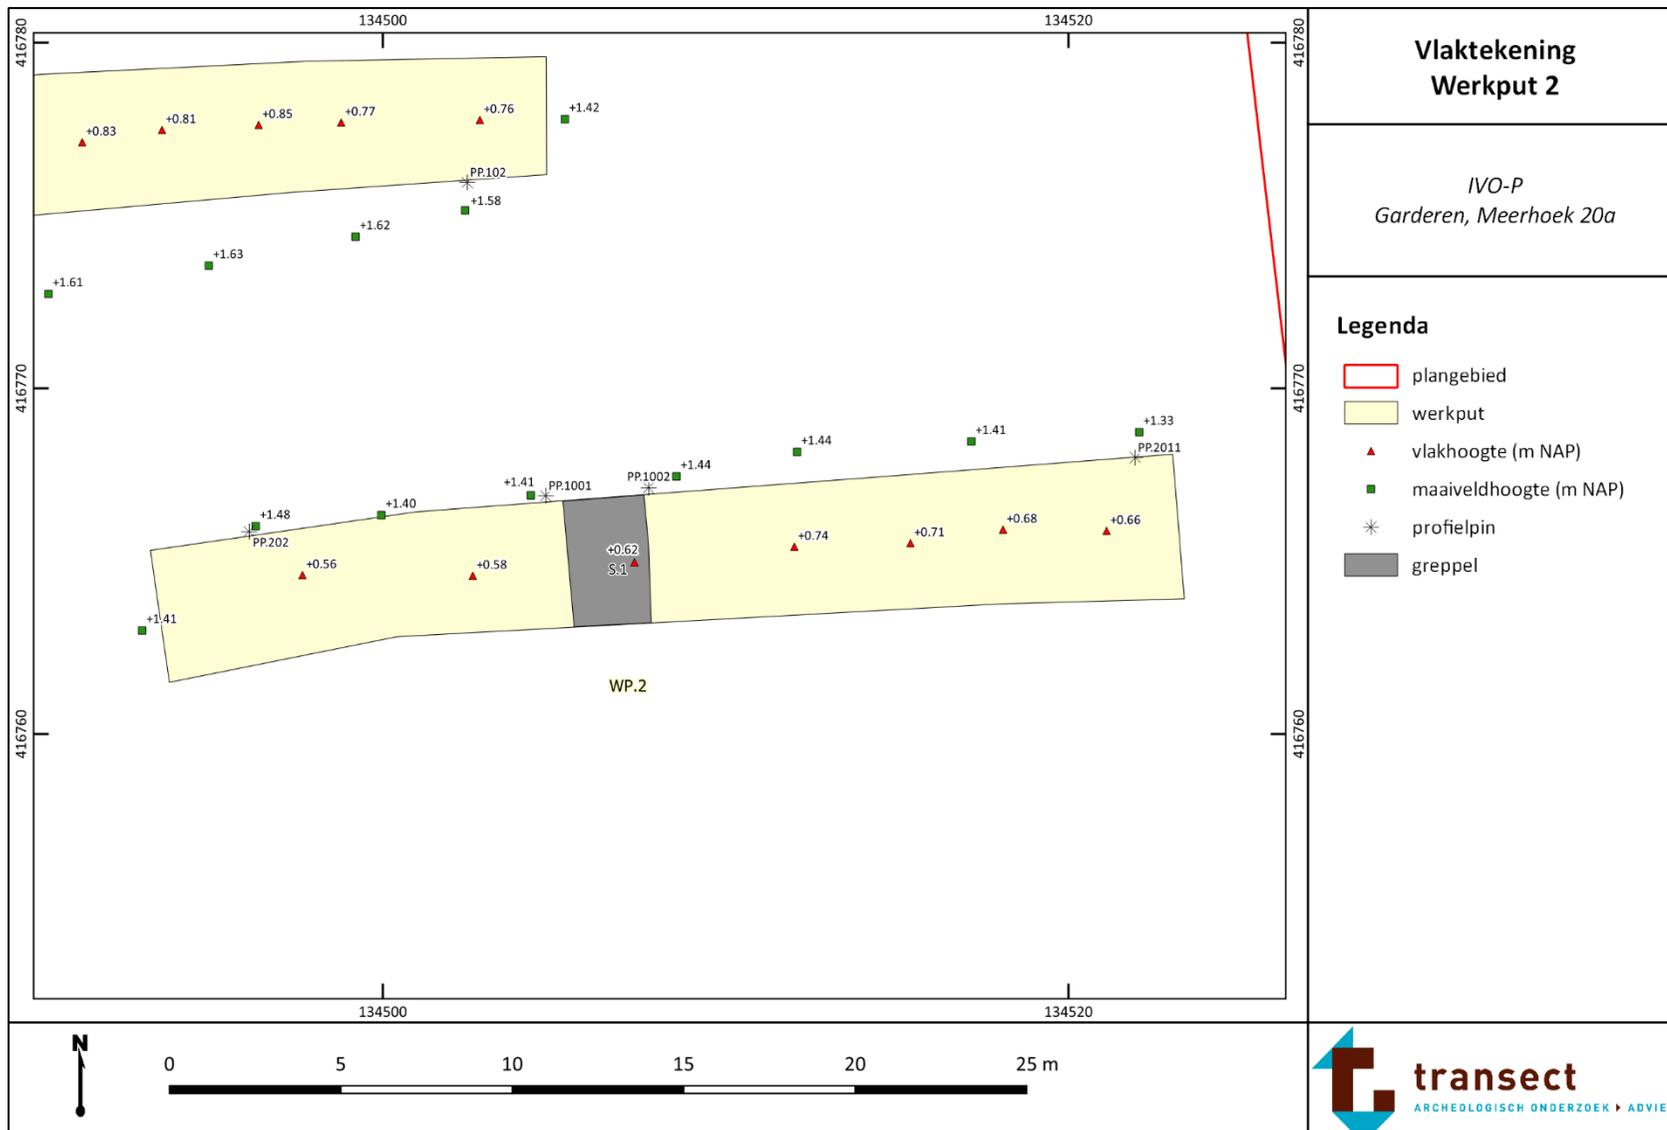 134500
134520
416780
416780
Vlaktekening
Werkput 2
+0.83
+0.81
+0.85
+0.77
+0.76
+1.42
PP.102
+1.58
+1.62
+1.63
+1.61
IVO-P
Garderen, Meerhoek 20a
Legenda
plangebied
werkput
vlakhoogte (m NAP)
maaiveldhoogte (m NAP)
profielpin
greppel
416770
416770
+1.33
+1.41
+1.44
PP.2011
+1.44
PP.1002
+1.41
PP.1001
+1.40
+1.48
PP.202
+0.56
+0.58
+0.62
S.1
+0.74
+0.71
+0.68
+0.66
+1.41
WP.2
416760
416760
134500
134520
N
0 5 10 15 20 25 m
transect
ARCHEOLOGISCH ONDERZOEK ADVIE